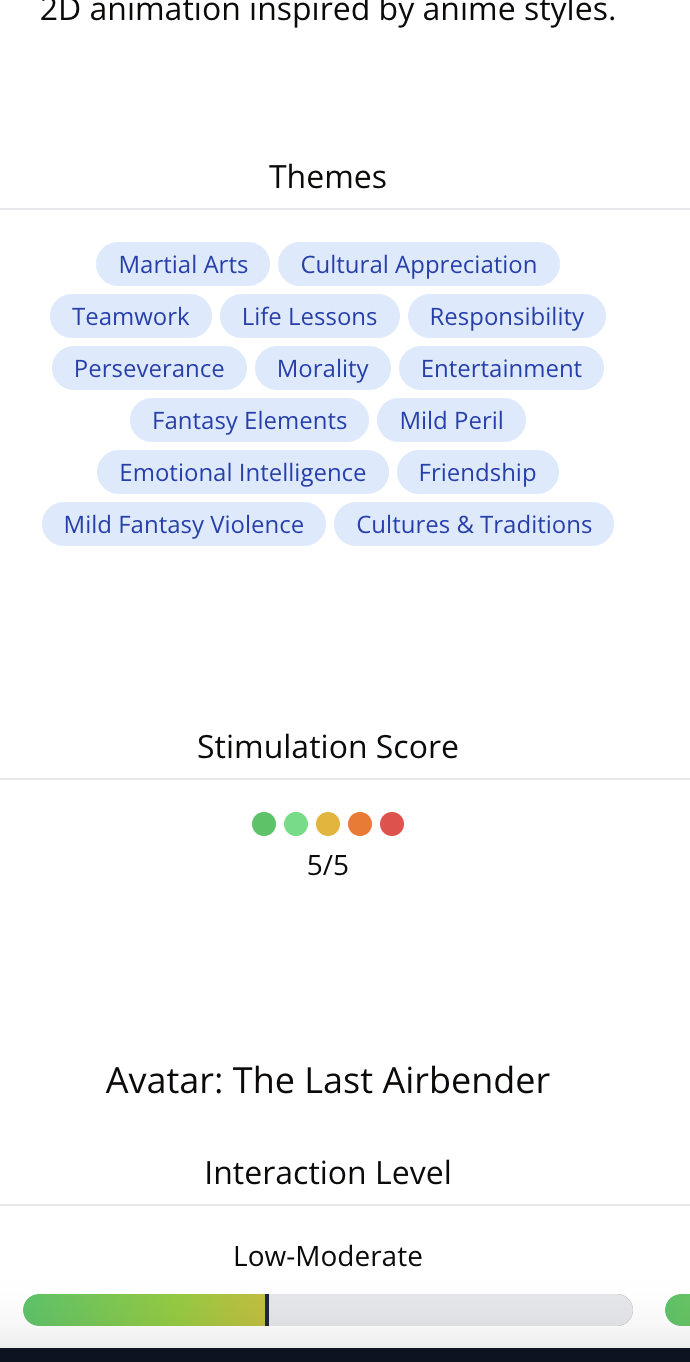 2D animation inspired by anime styles.
Themes
Martial Arts Cultural Appreciation
Teamwork Life Lessons Responsibility
Perseverance Morality Entertainment
Fantasy Elements Mild Peril
Emotional Intelligence Friendship
Mild Fantasy Violence Cultures & Traditions
Stimulation Score
5/5
Avatar: The Last Airbender
Interaction Level
Low-Moderate